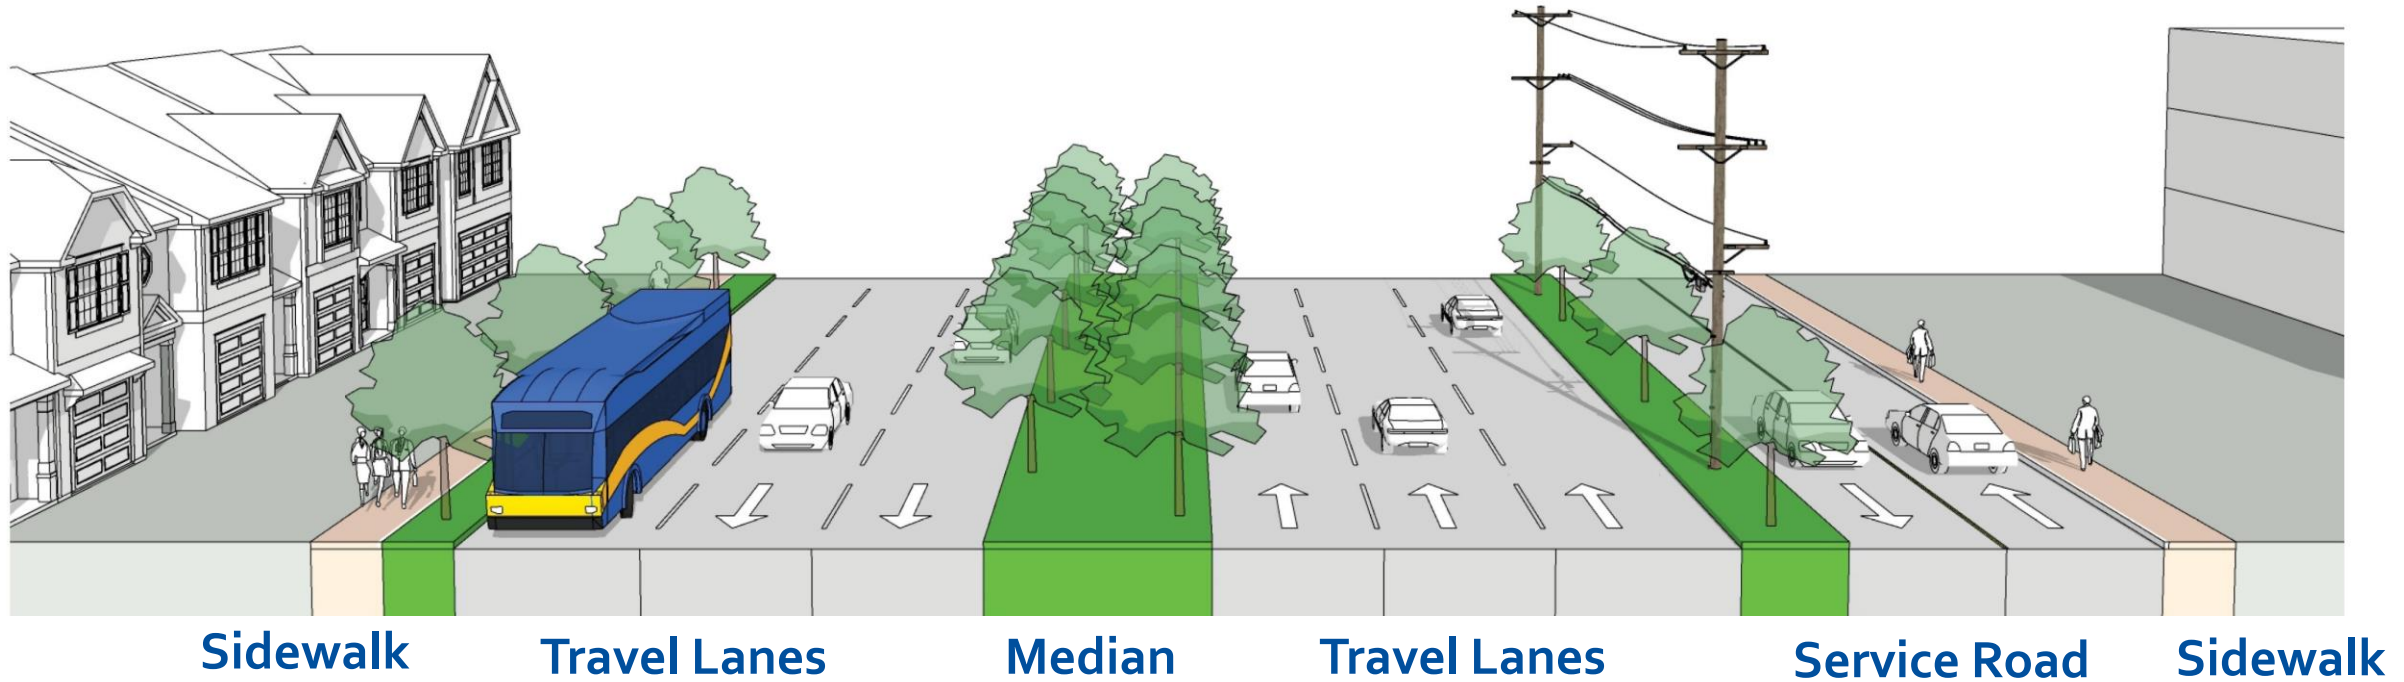 Sidewalk
Travel Lanes
Median
Travel Lanes
Service Road
Sidewalk